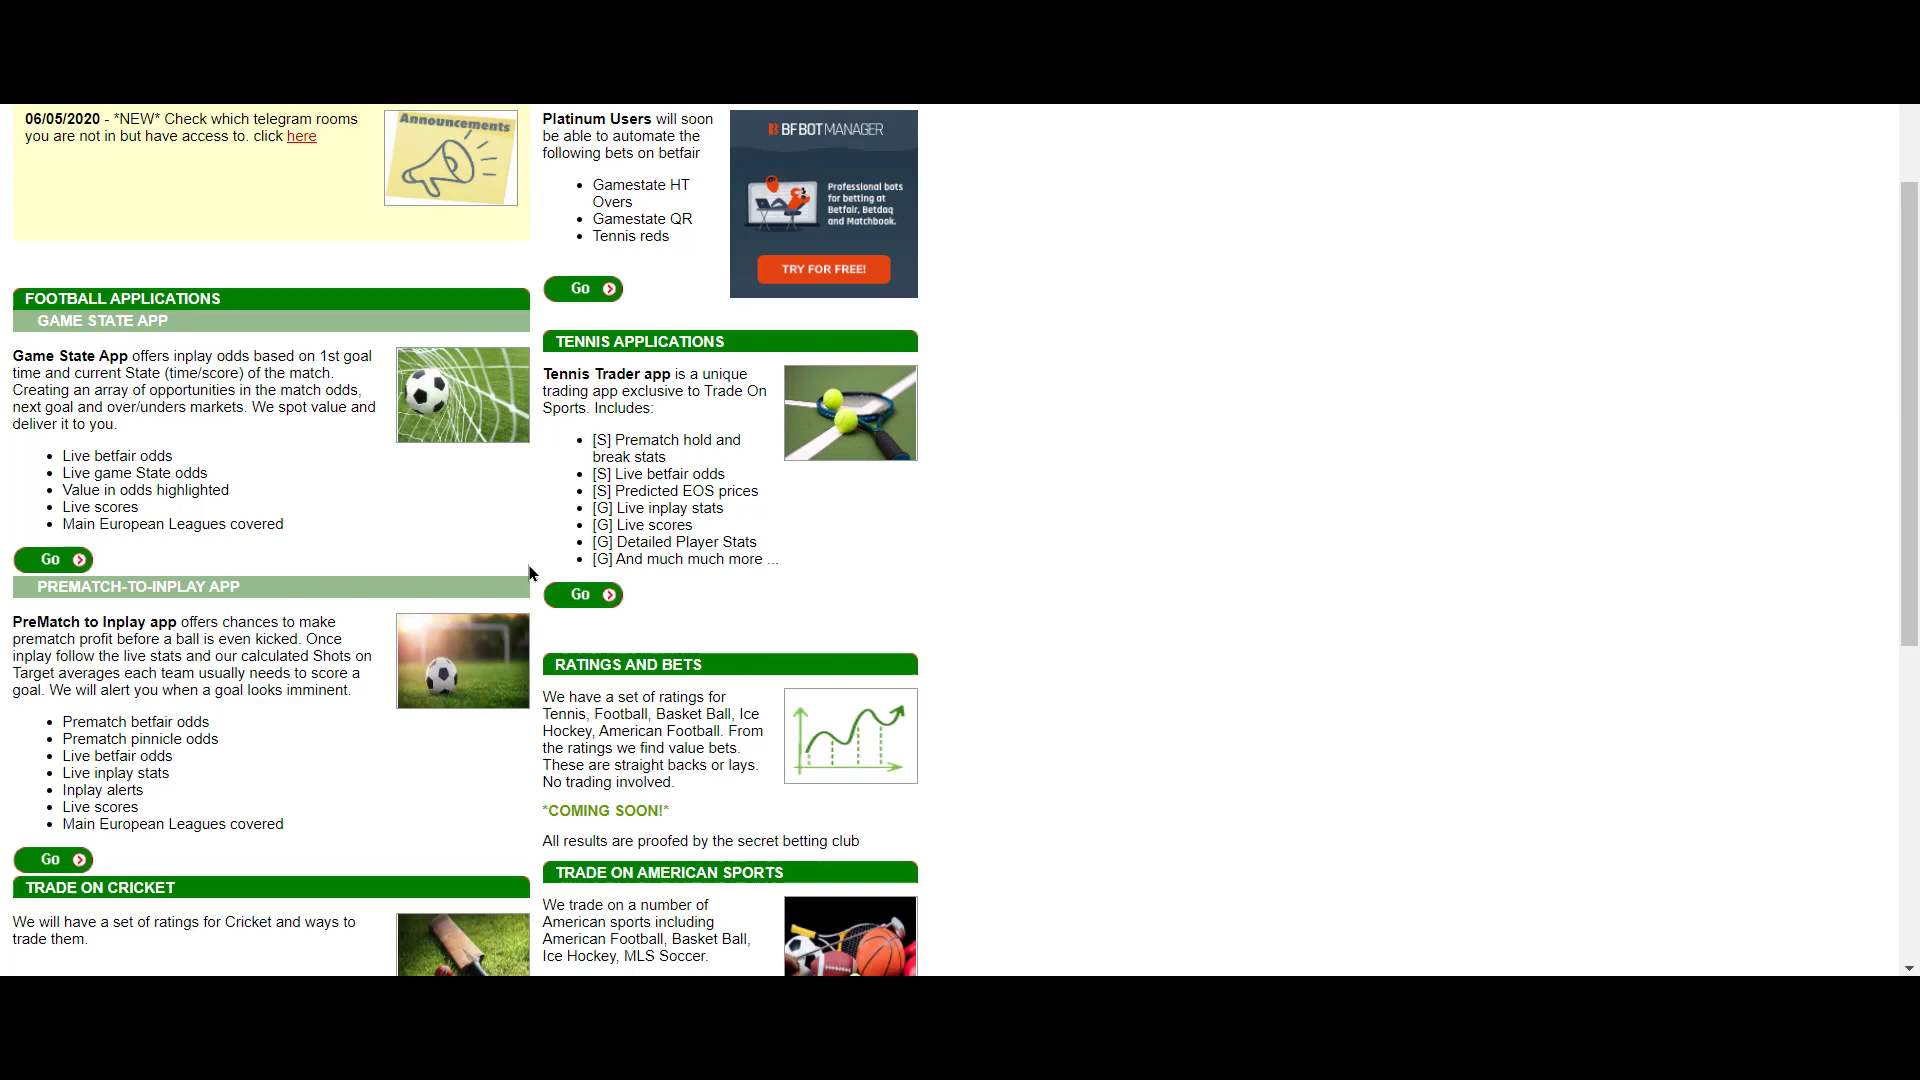 06/05/2020 - *NEW* Check which telegram rooms
you are not in but have access to. click here
Announcements
FOOTBALL APPLICATIONS
GAME STATE APP
Game State App offers inplay odds based on 1st goal
time and current State (time/score) of the match.
Creating an array of opportunities in the match odds,
next goal and over/unders markets. We spot value and
deliver it to you.
Live betfair odds
Live game State odds
Value in odds highlighted
Live scores
Main European Leagues covered
Go
PREMATCH-TO-INPLAY APP
PreMatch to Inplay app offers chances to make
prematch profit before a ball is even kicked. Once
inplay follow the live stats and our calculated Shots on
Target averages each team usually needs to score a
goal. We will alert you when a goal looks imminent.
Prematch betfair odds
Prematch pinnicle odds
Live betfair odds
Live inplay stats
Inplay alerts
Live scores
Main European Leagues covered
Go
TRADE ON CRICKET
We will have a set of ratings for Cricket and ways to
trade them.
Platinum Users will soon
be able to automate the
following bets on betfair
Gamestate HT
Overs
Gamestate QR
Tennis reds
Go
BF BOT MANAGER
Professional bots
for betting at
Betfair, Betdaq
and Matchbook.
TRY FOR FREE!
TENNIS APPLICATIONS
Tennis Trader app is a unique
trading app exclusive to Trade On
Sports. Includes:
[S] Prematch hold and
break stats
[S] Live betfair odds
[S] Predicted EOS prices
[G] Live inplay stats
[G] Live scores
[G] Detailed Player Stats
[G] And much much more ...
Go
RATINGS AND BETS
We have a set of ratings for
Tennis, Football, Basket Ball, Ice
Hockey, American Football. From
the ratings we find value bets.
These are straight backs or lays.
No trading involved.
*COMING SOON!*
All results are proofed by the secret betting club
TRADE ON AMERICAN SPORTS
We trade on a number of
American sports including
American Football, Basket Ball,
Ice Hockey, MLS Soccer.